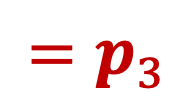 = p₃